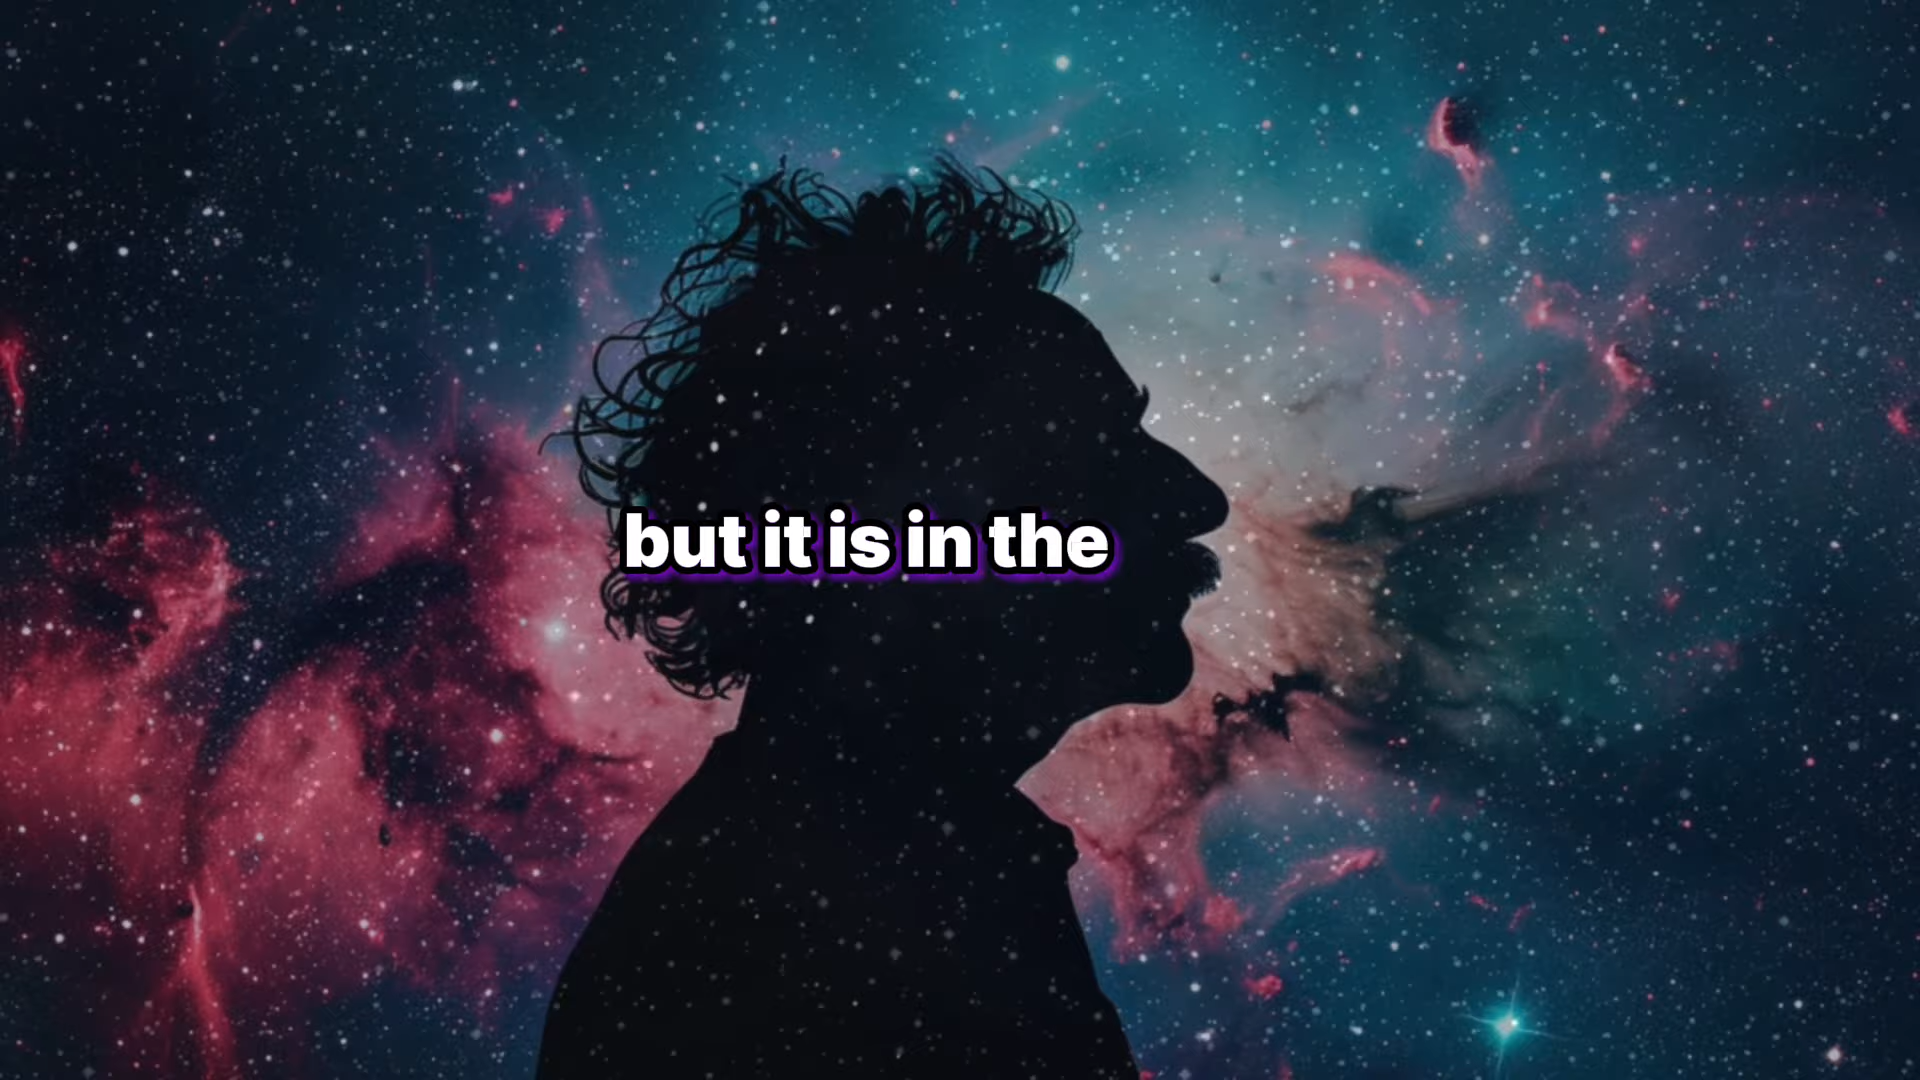 but it is in the